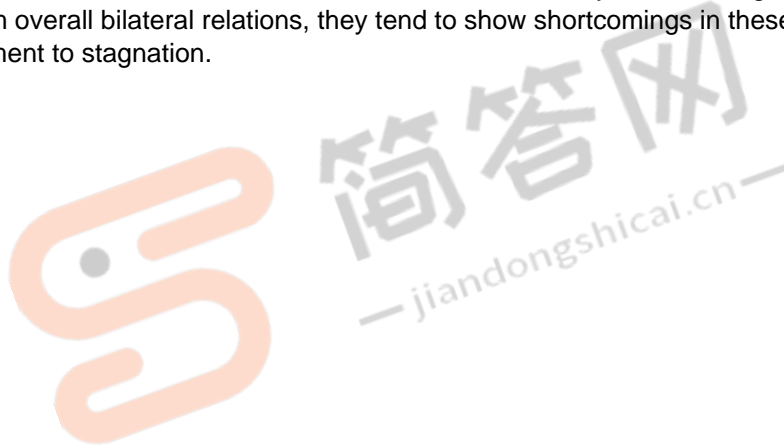 n overall bilateral relations, they tend to show shortcomings in these
nent to stagnation.
简答网
jiandongshicai.cn